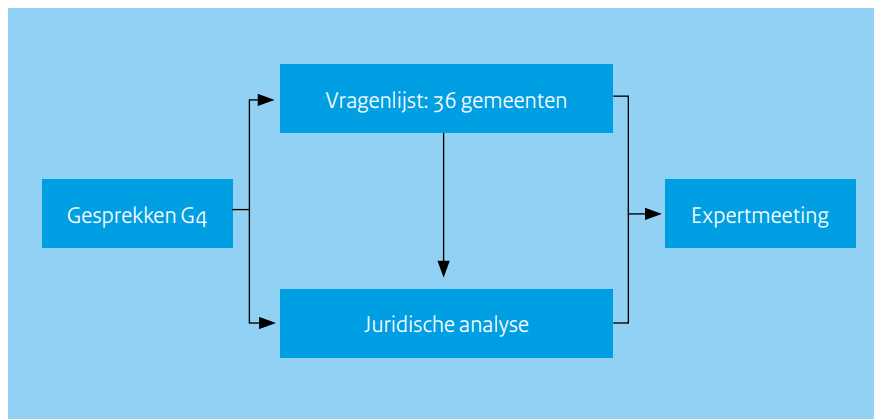 Vragenlijst: 36 gemeenten
Gesprekken G4
Expertmeeting
Juridische analyse